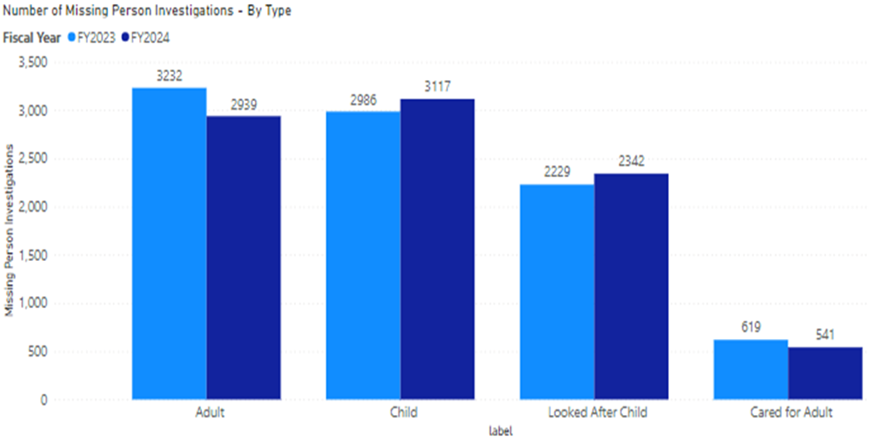 Number of Missing Person Investigations - By Type
Fiscal Year FY2023 FY2024
3,500
3,000
2,500
2,000
1,500
1,000
500
0
Missing Person Investigations
3232
2939
2986
3117
2229
2342
619
541
Adult
Child
Looked After Child
Cared for Adult
label